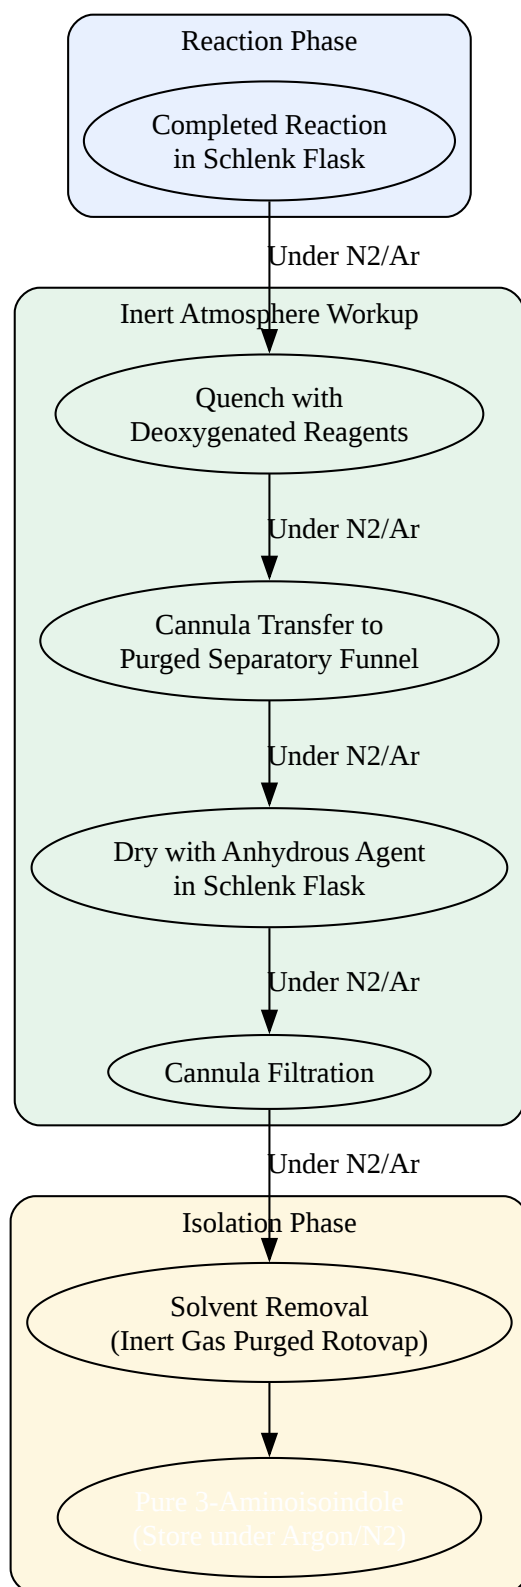 Reaction Phase
Completed Reaction
in Schlenk Flask
Under N2/Ar
Inert Atmosphere Workup
Quench with
Deoxygenated Reagents
Under N2/Ar
Cannula Transfer to
Purged Separatory Funnel
Under N2/Ar
Dry with Anhydrous Agent
in Schlenk Flask
Under N2/Ar
Cannula Filtration
Under N2/Ar
Isolation Phase
Solvent Removal
(Inert Gas Purged Rotovap)
Pure 3-Aminoisoindole
(Store under Argon/N2)